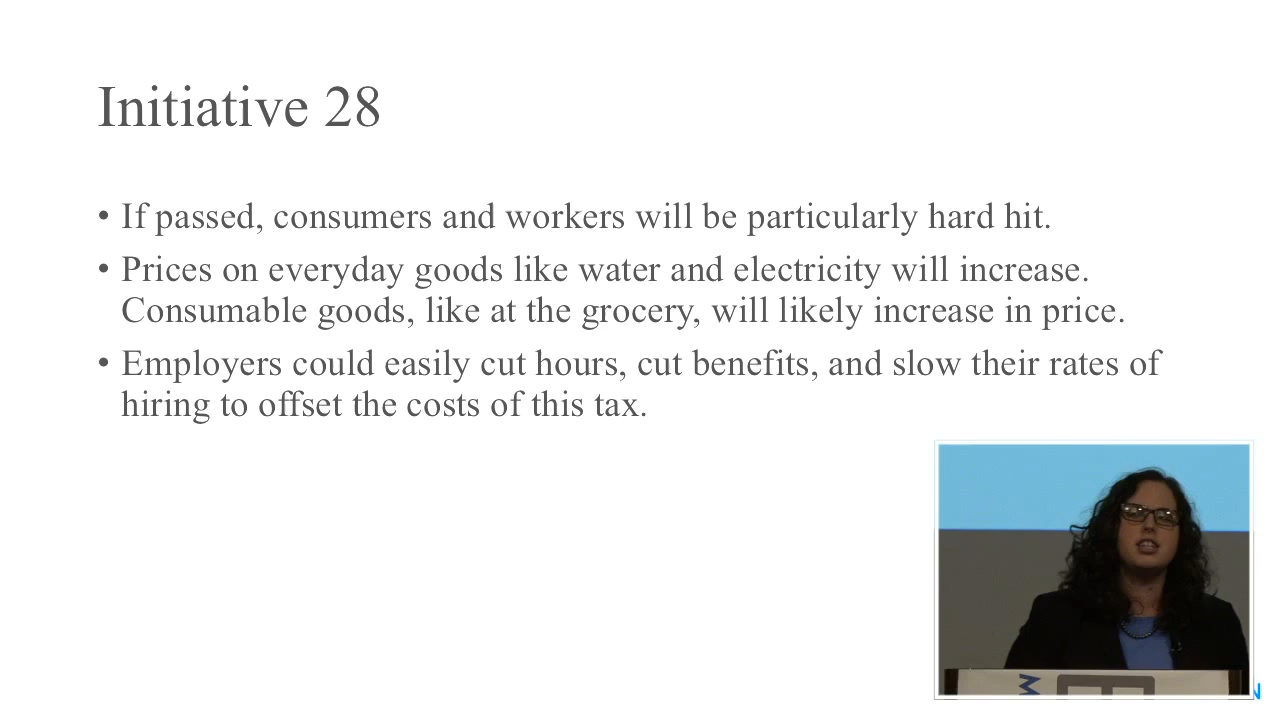 Initiative 28
• If passed, consumers and workers will be particularly hard hit.
• Prices on everyday goods like water and electricity will increase.
Consumable goods, like at the grocery, will likely increase in price.
• Employers could easily cut hours, cut benefits, and slow their rates of
hiring to offset the costs of this tax.